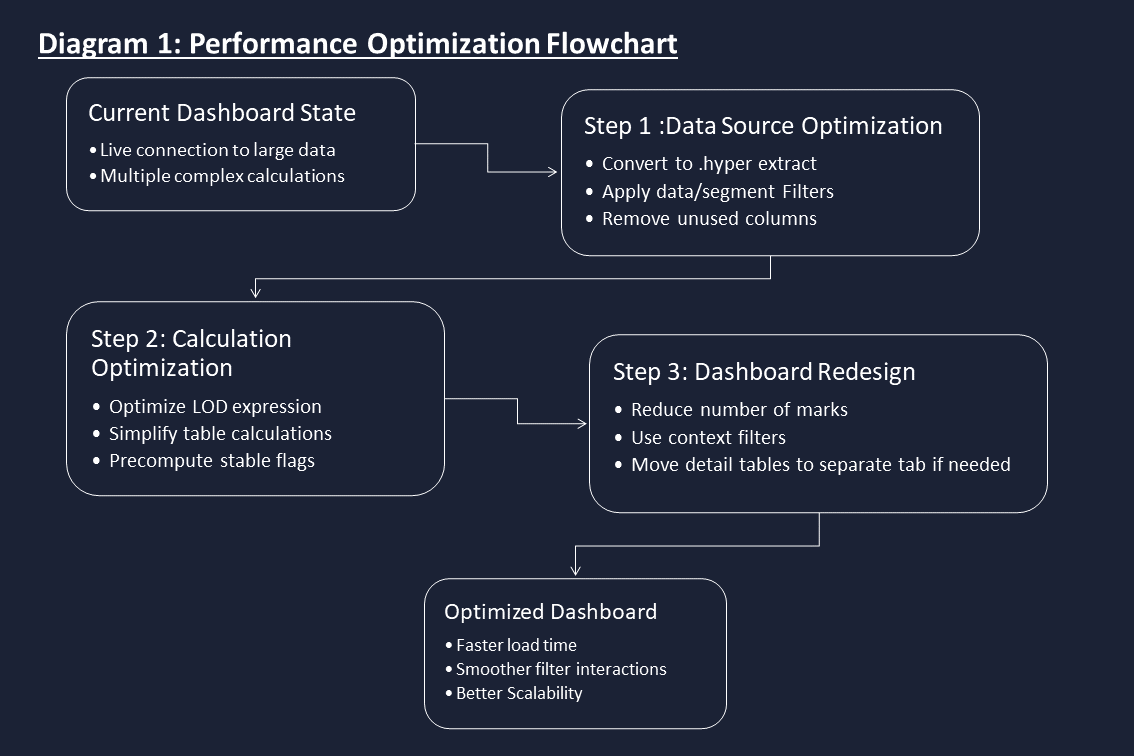 Diagram 1: Performance Optimization Flowchart
Current Dashboard State
•Live connection to large data
•Multiple complex calculations
Step 1 :Data Source Optimization
• Convert to .hyper extract
• Apply data/segment Filters
• Remove unused columns
Step 2: Calculation
Optimization
• Optimize LOD expression
• Simplify table calculations
• Precompute stable flags
Step 3: Dashboard Redesign
• Reduce number of marks
• Use context filters
• Move detail tables to separate tab if needed
Optimized Dashboard
•Faster load time
•Smoother filter interactions
•Better Scalability